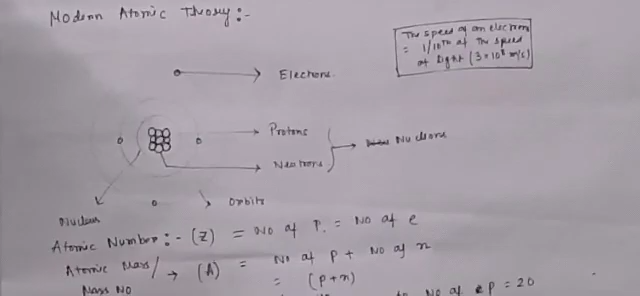 Modern Atomic Theory :-
The speed of an electron
= 1/10th of the speed
of light (3×10⁸ m/s)
Electrons
Protons
Nucleons
Neutrons
Nucleus
Orbits
Atomic Number :- (Z) = No of P. = No of e
Atomic Mass/ → (A) = No of P + No of n
Mass No = (P+n)
No of P = 20